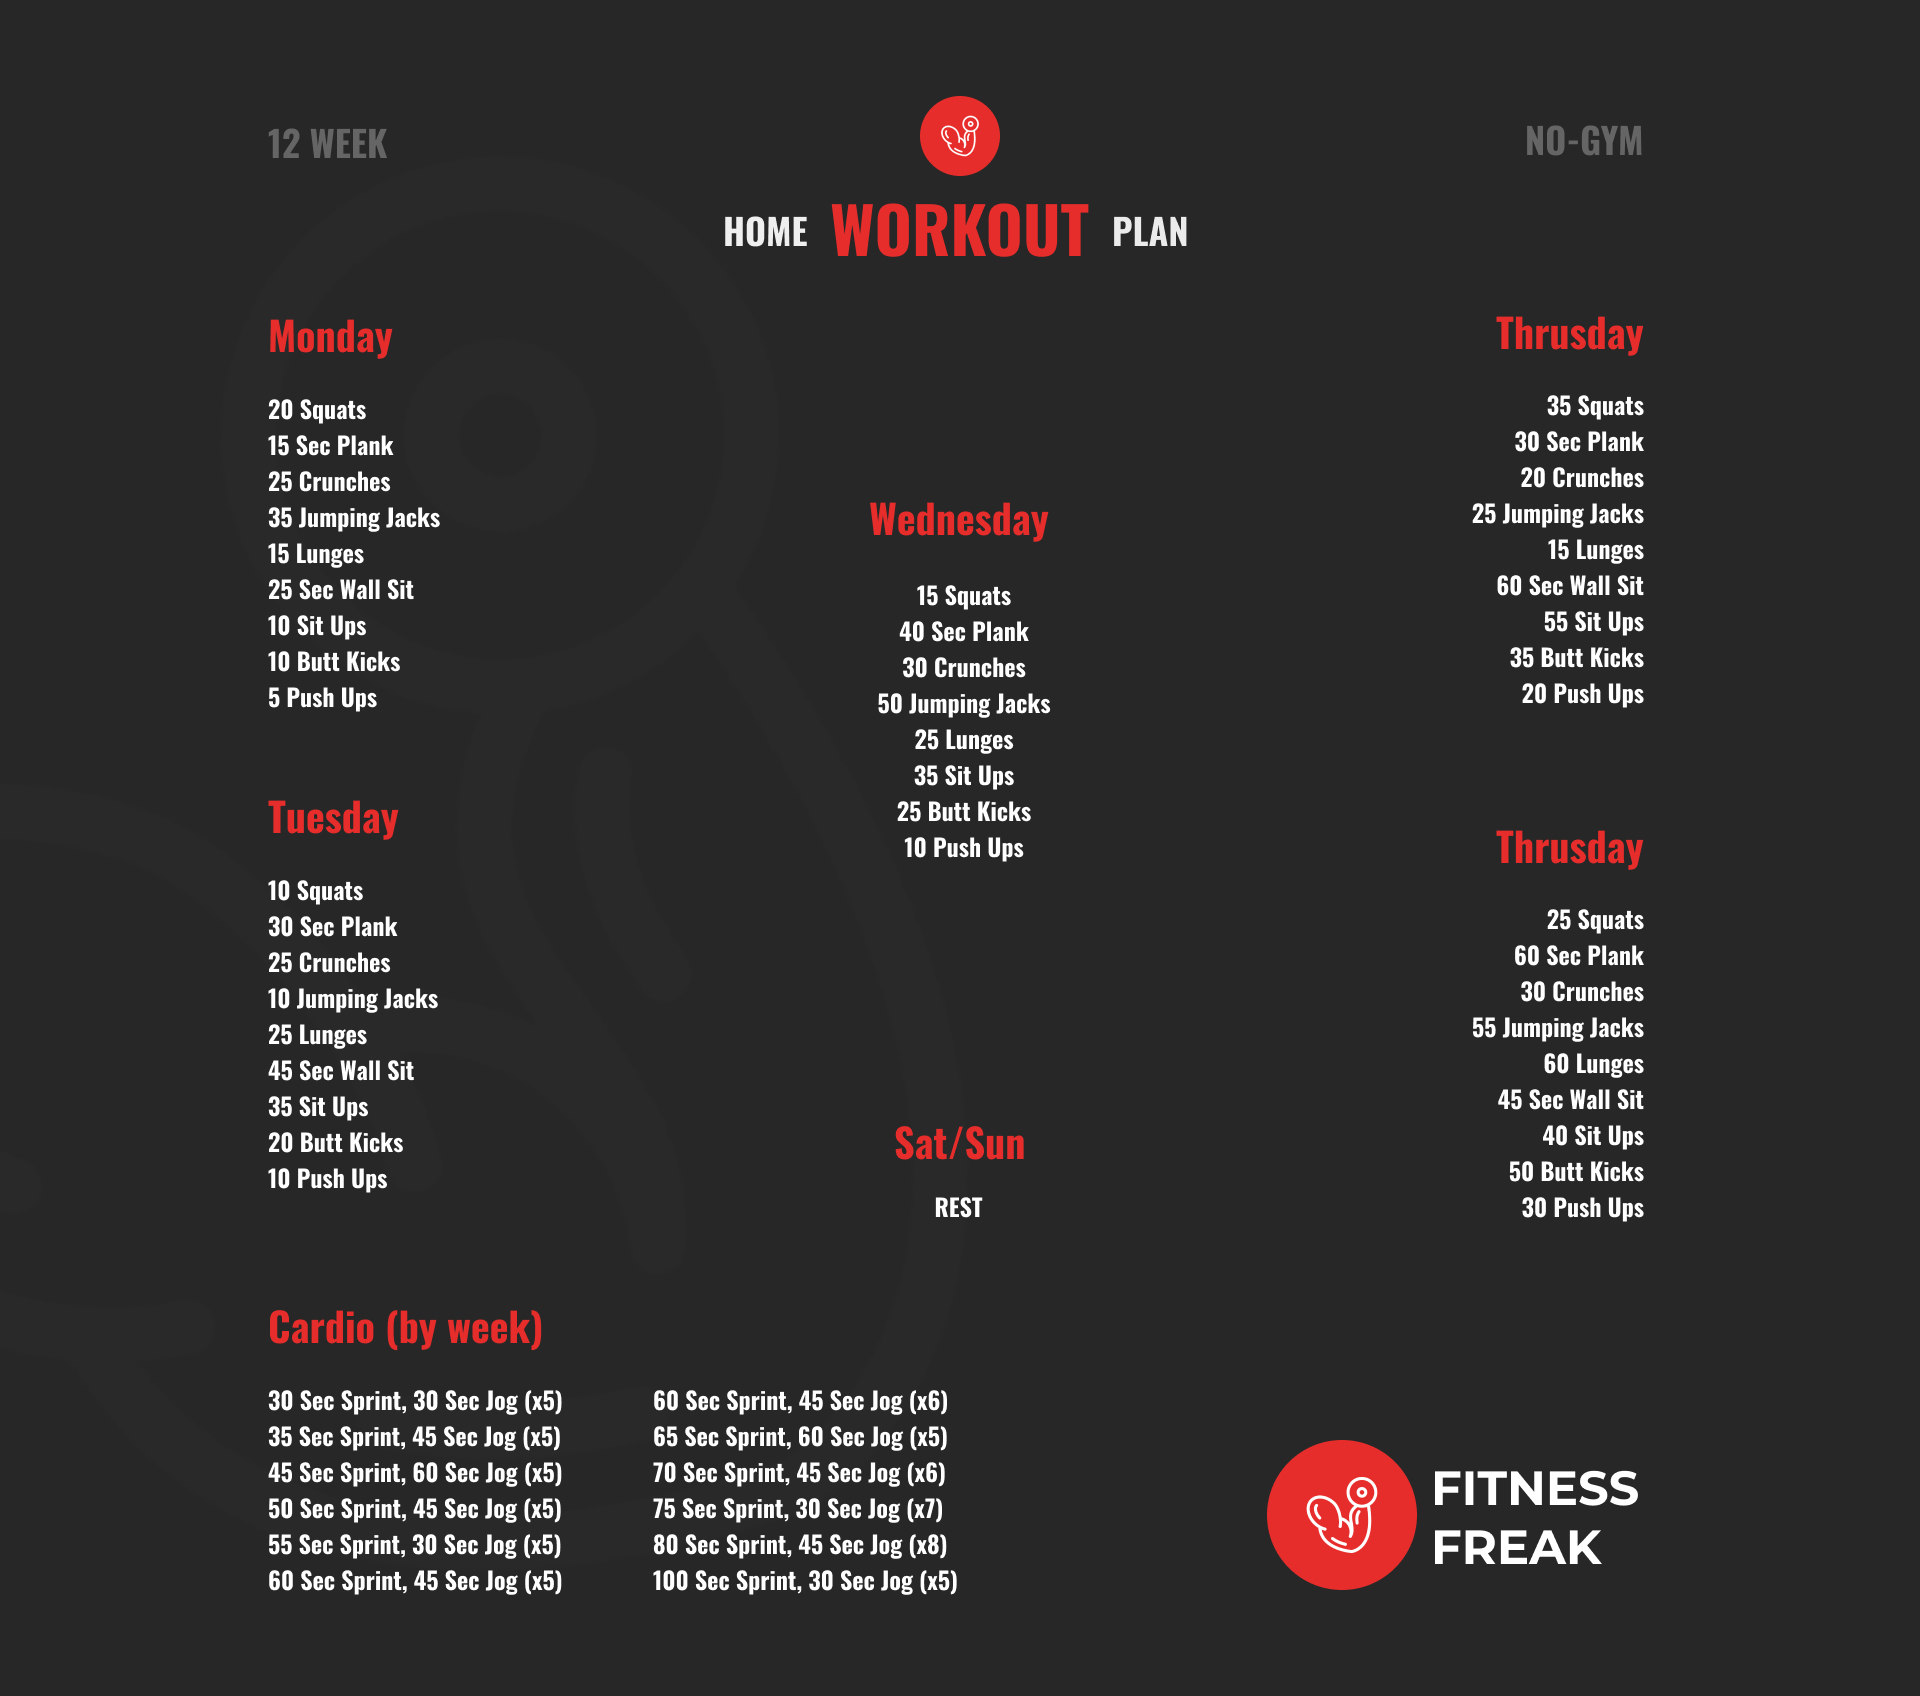 12 WEEK
NO-GYM
HOME WORKOUT PLAN
Monday
20 Squats
15 Sec Plank
25 Crunches
35 Jumping Jacks
15 Lunges
25 Sec Wall Sit
10 Sit Ups
10 Butt Kicks
5 Push Ups
Tuesday
10 Squats
30 Sec Plank
25 Crunches
10 Jumping Jacks
25 Lunges
45 Sec Wall Sit
35 Sit Ups
20 Butt Kicks
10 Push Ups
Wednesday
15 Squats
40 Sec Plank
30 Crunches
50 Jumping Jacks
25 Lunges
35 Sit Ups
25 Butt Kicks
10 Push Ups
Thrusday
35 Squats
30 Sec Plank
20 Crunches
25 Jumping Jacks
15 Lunges
60 Sec Wall Sit
55 Sit Ups
35 Butt Kicks
20 Push Ups
Thrusday
25 Squats
60 Sec Plank
30 Crunches
55 Jumping Jacks
60 Lunges
45 Sec Wall Sit
40 Sit Ups
50 Butt Kicks
30 Push Ups
Sat/Sun
REST
Cardio (by week)
30 Sec Sprint, 30 Sec Jog (x5)
35 Sec Sprint, 45 Sec Jog (x5)
45 Sec Sprint, 60 Sec Jog (x5)
50 Sec Sprint, 45 Sec Jog (x5)
55 Sec Sprint, 30 Sec Jog (x5)
60 Sec Sprint, 45 Sec Jog (x5)
60 Sec Sprint, 45 Sec Jog (x6)
65 Sec Sprint, 60 Sec Jog (x5)
70 Sec Sprint, 45 Sec Jog (x6)
75 Sec Sprint, 30 Sec Jog (x7)
80 Sec Sprint, 45 Sec Jog (x8)
100 Sec Sprint, 30 Sec Jog (x5)
FITNESS
FREAK